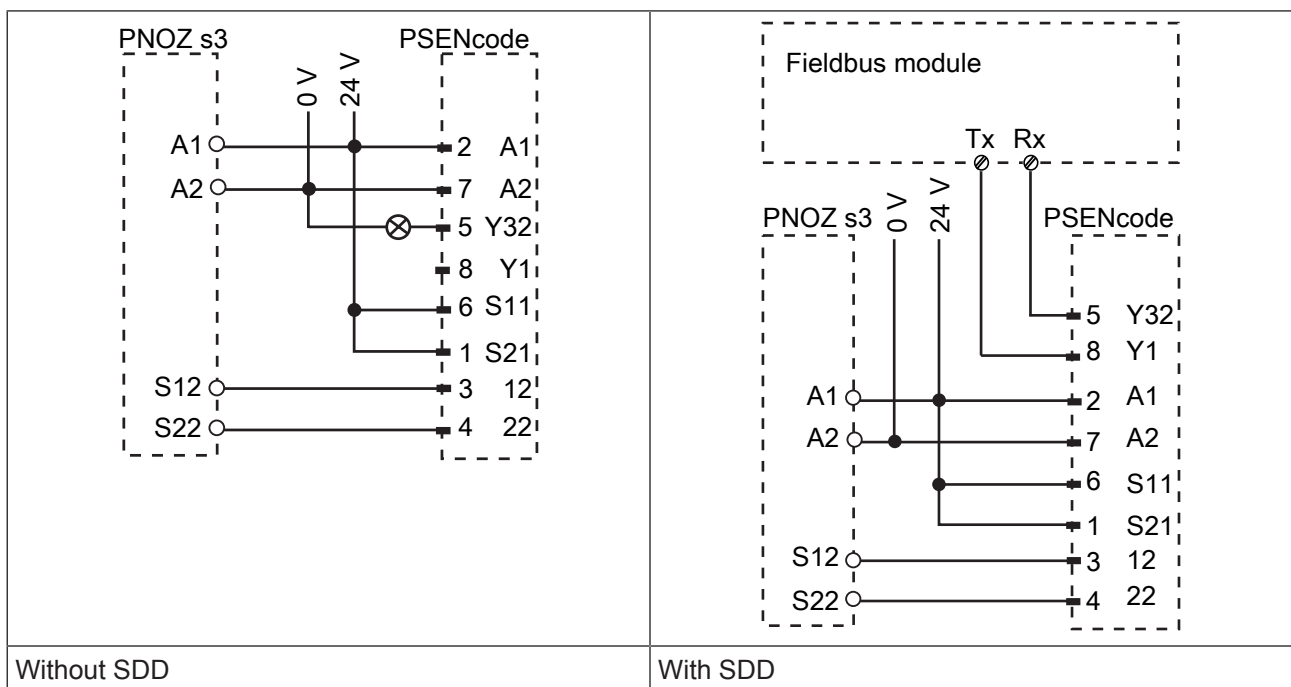 PNOZ s3
PSENcode
0 V
24 V
A1
2 A1
A2
7 A2
5 Y32
8 Y1
6 S11
1 S21
S12
3 12
S22
4 22
Without SDD
Fieldbus module
Tx Rx
PNOZ s3
0 V
24 V
PSENcode
5 Y32
8 Y1
A1
2 A1
A2
7 A2
6 S11
1 S21
S12
3 12
S22
4 22
With SDD